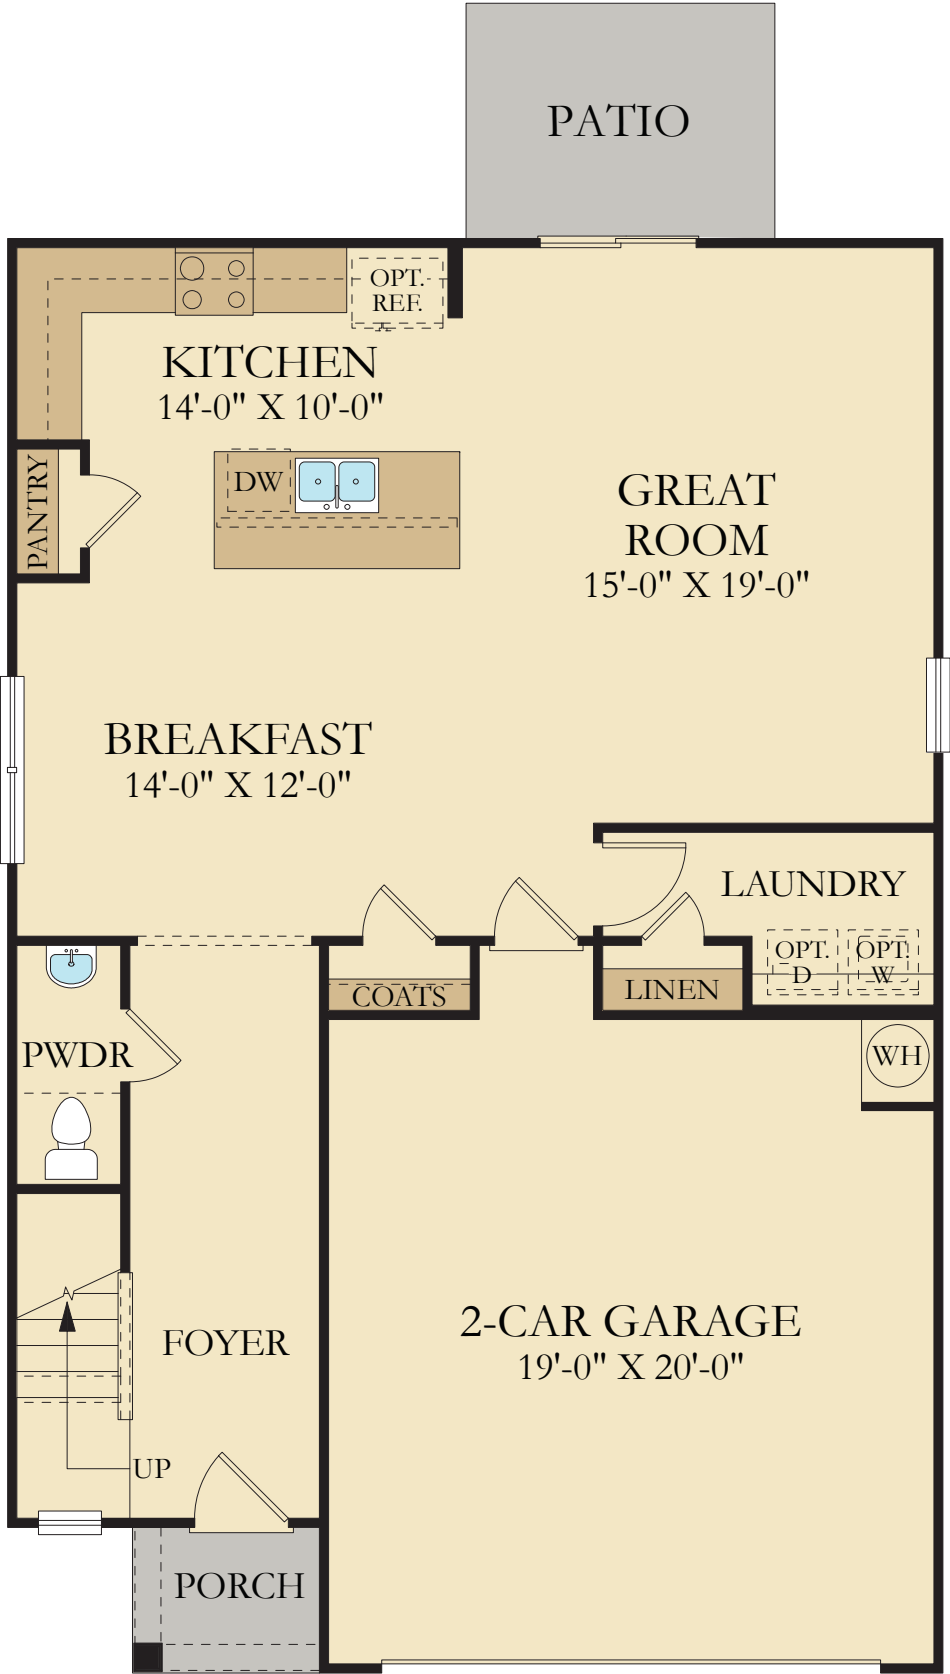 PATIO
OPT.
REF.
KITCHEN
14'-0" X 10'-0"
PANTRY
DW
GREAT
ROOM
15'-0" X 19'-0"
BREAKFAST
14'-0" X 12'-0"
LAUNDRY
OPT.
D
OPT.
W
COATS
LINEN
PWDR
WH
2-CAR GARAGE
19'-0" X 20'-0"
FOYER
UP
PORCH